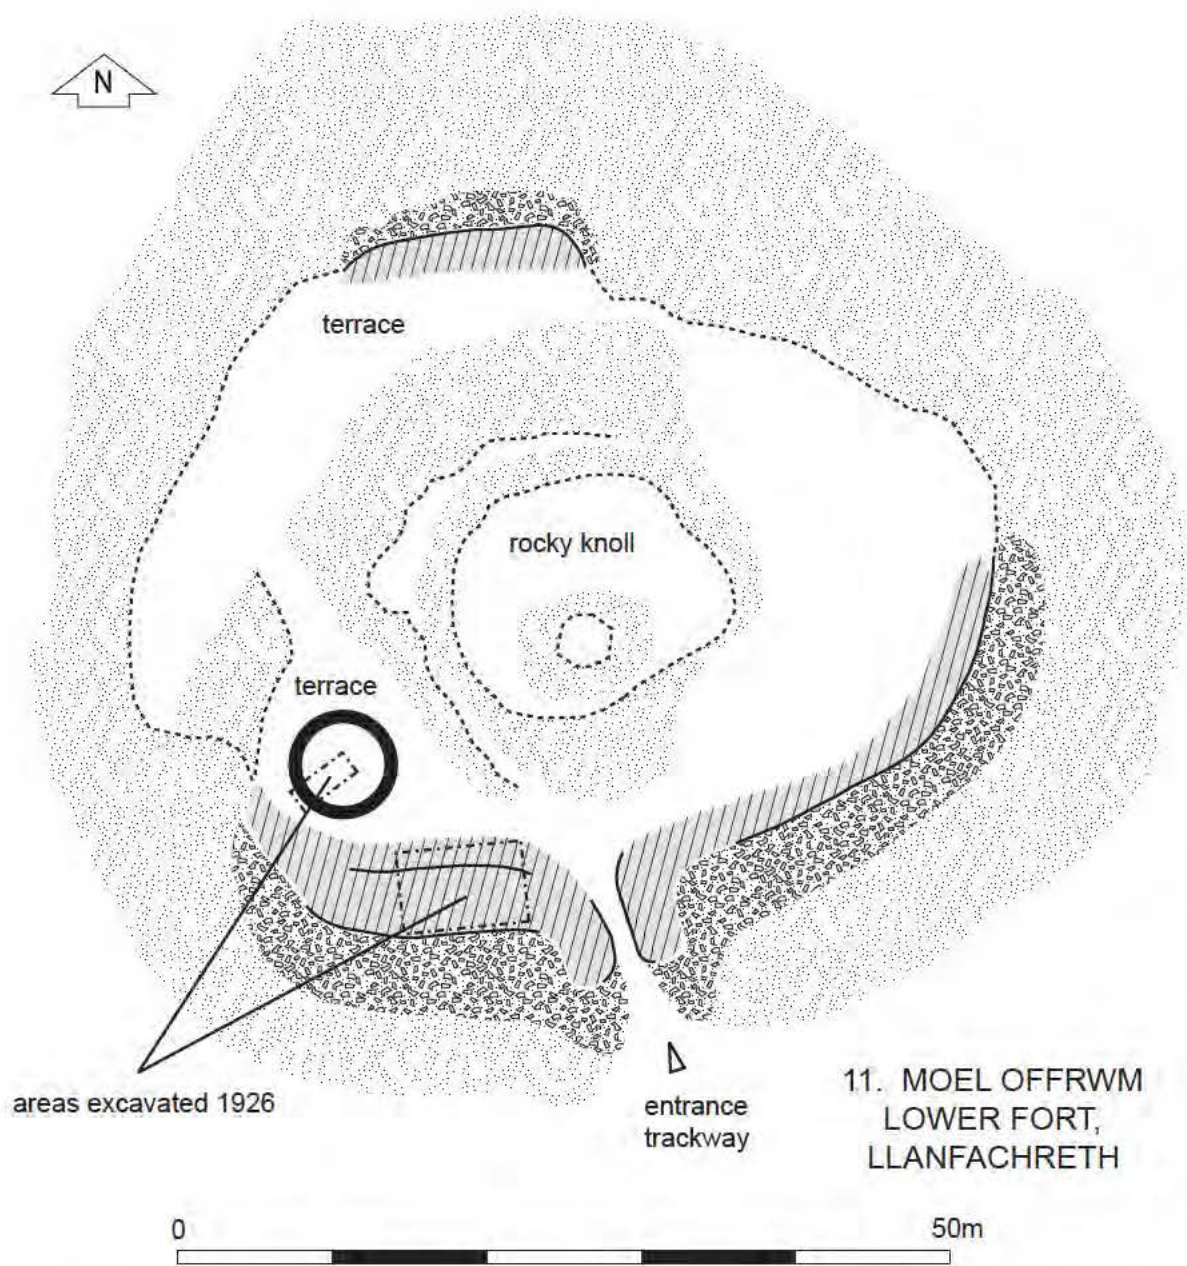 N
terrace
rocky knoll
terrace
areas excavated 1926
entrance
trackway
11. MOEL OFFRWM
LOWER FORT,
LLANFACHRETH
0
50m